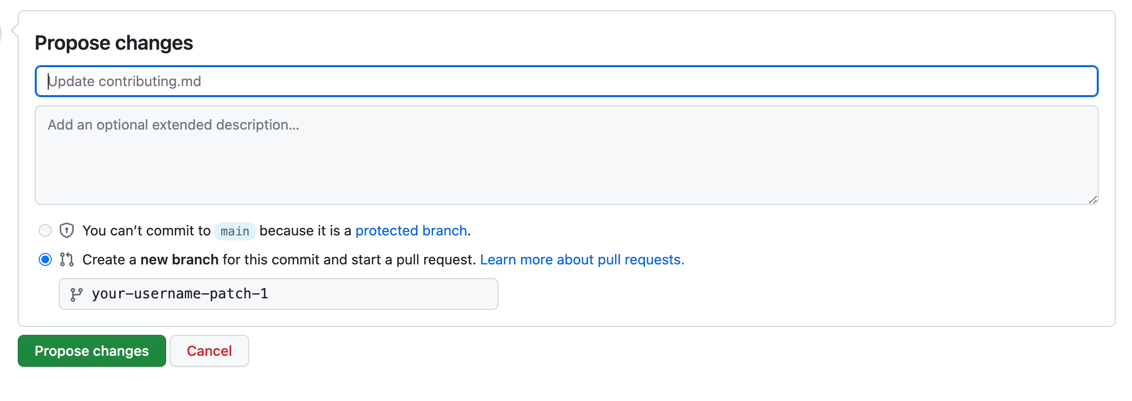 Propose changes
Update contributing.md
Add an optional extended description...
You can’t commit to main because it is a protected branch.
Create a new branch for this commit and start a pull request. Learn more about pull requests.
your-username-patch-1
Propose changes Cancel